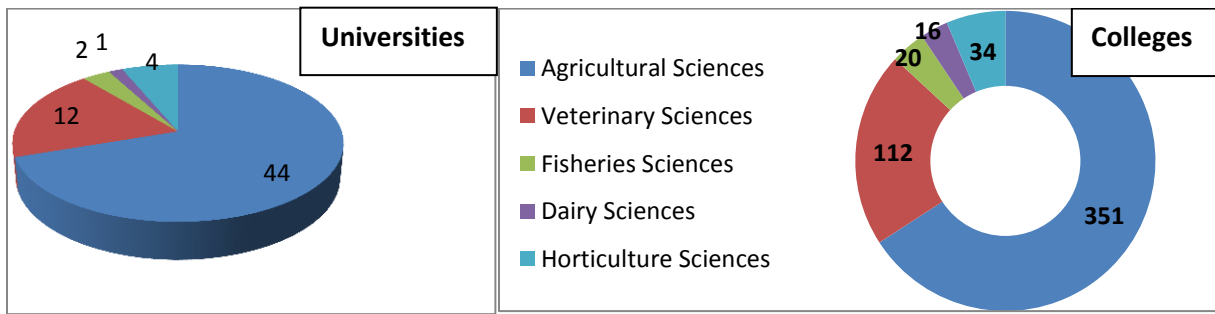 Universities
2
1
4
12
44
Agricultural Sciences
Veterinary Sciences
Fisheries Sciences
Dairy Sciences
Horticulture Sciences
Colleges
16
34
20
112
351